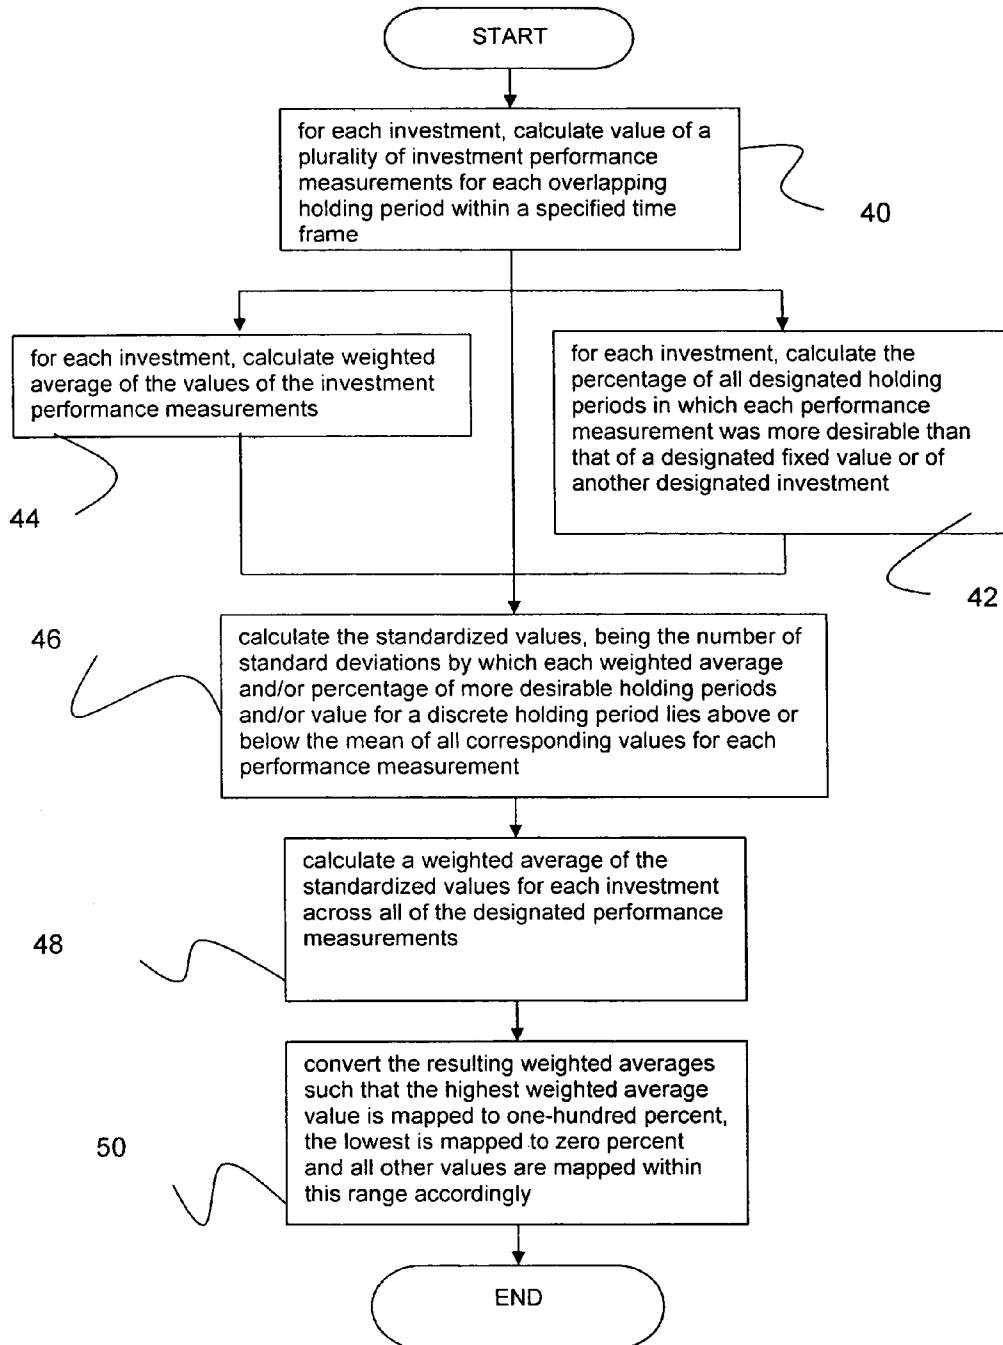 START
for each investment, calculate value of a
plurality of investment performance
measurements for each overlapping
holding period within a specified time
frame
40
for each investment, calculate weighted
average of the values of the investment
performance measurements
44
for each investment, calculate the
percentage of all designated holding
periods in which each performance
measurement was more desirable than
that of a designated fixed value or of
another designated investment
42
46
calculate the standardized values, being the number of
standard deviations by which each weighted average
and/or percentage of more desirable holding periods
and/or value for a discrete holding period lies above or
below the mean of all corresponding values for each
performance measurement
calculate a weighted average of the
standardized values for each investment
across all of the designated performance
measurements
48
convert the resulting weighted averages
such that the highest weighted average
value is mapped to one-hundred percent,
the lowest is mapped to zero percent
and all other values are mapped within
this range accordingly
50
END